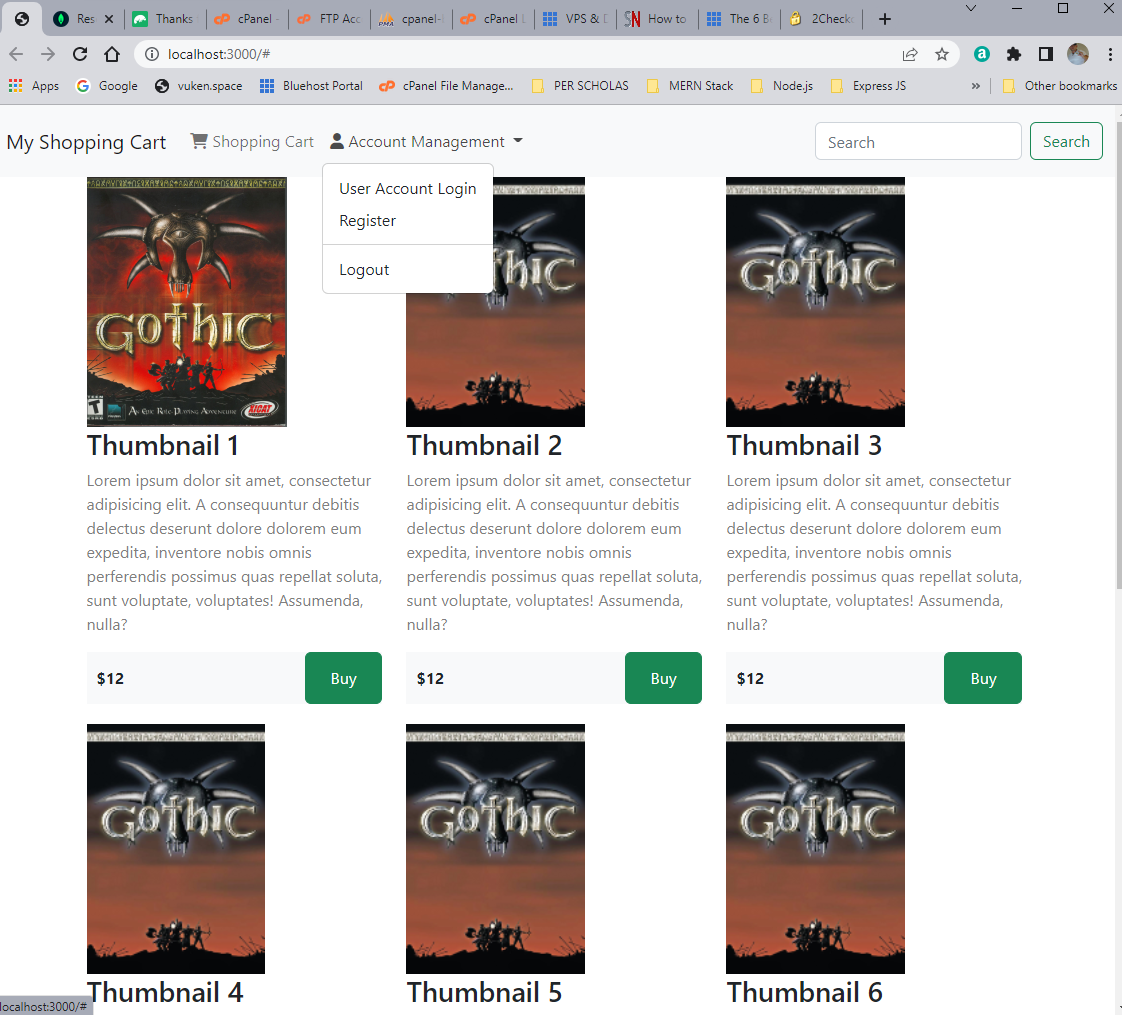 Res
Thanks
cPanel -
FTP Acc
cpanel-
cPanel L
VPS & D
How to
The 6 Be
2Check
localhost:3000/#
Apps
Google
vuken.space
Bluehost Portal
cPanel File Manage...
PER SCHOLAS
MERN Stack
Node.js
Express JS
»
Other bookmarks
My Shopping Cart
Shopping Cart
Account Management
Search
Search
User Account Login
Register
Logout
GOTHIC
AN EPIC ROLE-PLAYING ADVENTURE
XICAT
GOTHIC
GOTHIC
Thumbnail 1
Lorem ipsum dolor sit amet, consectetur
adipisicing elit. A consequuntur debitis
delectus deserunt dolore dolorem eum
expedita, inventore nobis omnis
perferendis possimus quas repellat soluta,
sunt voluptate, voluptates! Assumenda,
nulla?
$12
Buy
Thumbnail 2
Lorem ipsum dolor sit amet, consectetur
adipisicing elit. A consequuntur debitis
delectus deserunt dolore dolorem eum
expedita, inventore nobis omnis
perferendis possimus quas repellat soluta,
sunt voluptate, voluptates! Assumenda,
nulla?
$12
Buy
Thumbnail 3
Lorem ipsum dolor sit amet, consectetur
adipisicing elit. A consequuntur debitis
delectus deserunt dolore dolorem eum
expedita, inventore nobis omnis
perferendis possimus quas repellat soluta,
sunt voluptate, voluptates! Assumenda,
nulla?
$12
Buy
GOTHIC
GOTHIC
GOTHIC
Thumbnail 4
Thumbnail 5
Thumbnail 6
localhost:3000/#